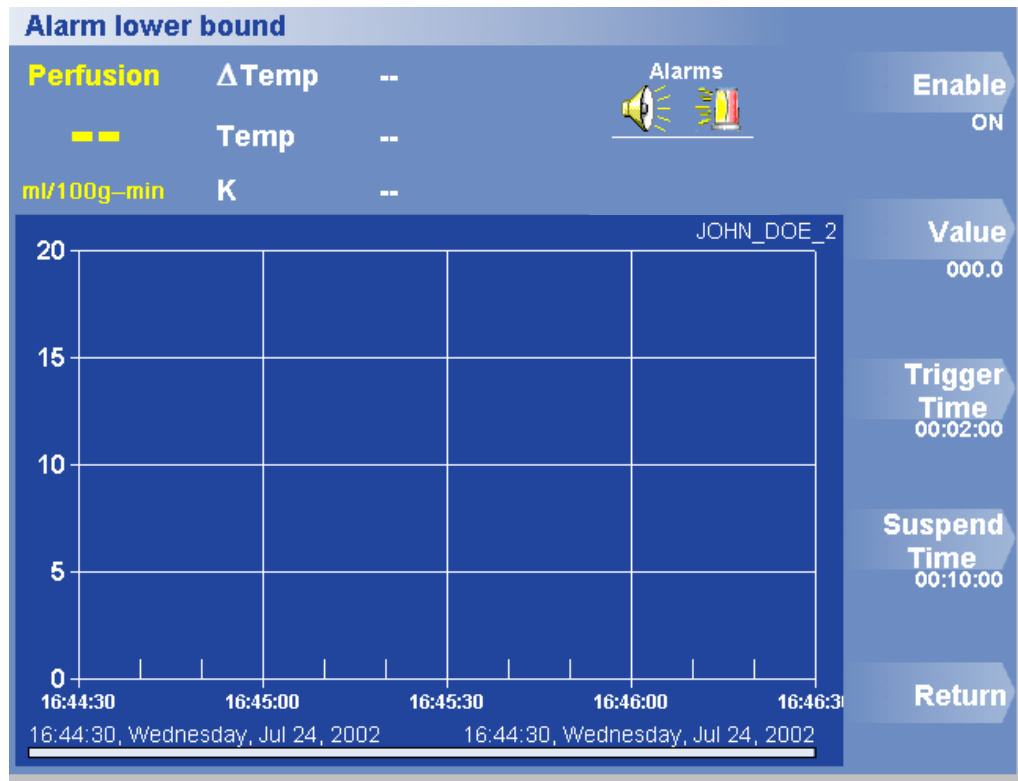 Alarm lower bound
Perfusion
--
ml/100g–min
ΔTemp --
Temp --
K --
Alarms
Enable
ON
Value
000.0
Trigger
Time
00:02:00
Suspend
Time
00:10:00
Return
JOHN_DOE_2
20
15
10
5
0
16:44:30 16:45:00 16:45:30 16:46:00 16:46:3
16:44:30, Wednesday, Jul 24, 2002 16:44:30, Wednesday, Jul 24, 2002